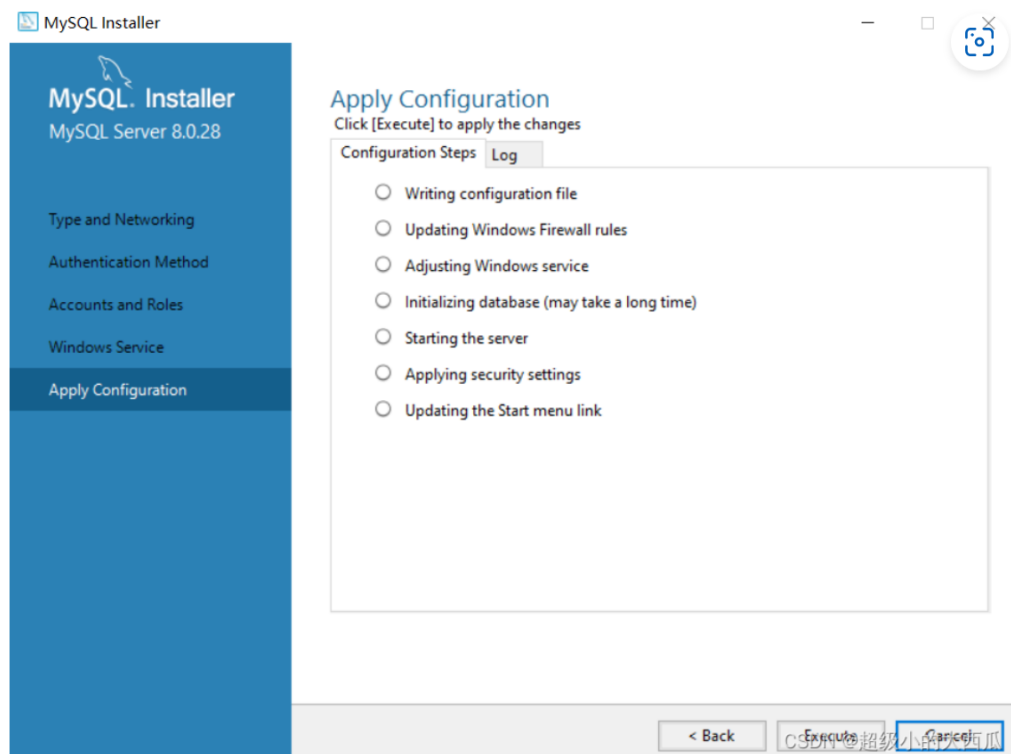 MySQL Installer
MySQL. Installer
MySQL Server 8.0.28
Type and Networking
Authentication Method
Accounts and Roles
Windows Service
Apply Configuration
Apply Configuration
Click [Execute] to apply the changes
Configuration Steps
Log
Writing configuration file
Updating Windows Firewall rules
Adjusting Windows service
Initializing database (may take a long time)
Starting the server
Applying security settings
Updating the Start menu link
< Back
Execute
Cancel
CSDN @超级小的大西瓜